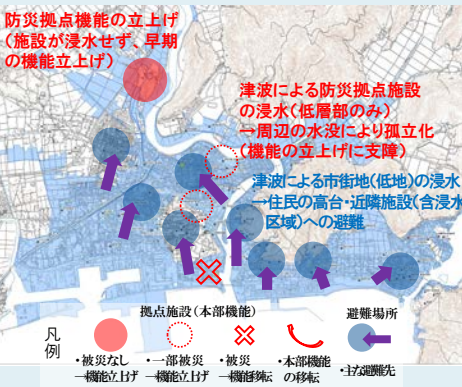 防災拠点機能の立上げ
（施設が浸水せず、早期
の機能立上げ）
津波による防災拠点施設
の浸水（低層部のみ）
→周辺の水没により孤立化
（機能の立上げに支障）
津波による市街地（低地）の浸水
→住民の高台・近隣施設（含浸水
区域）への避難
凡例
拠点施設（本部機能）
避難場所
・被災なし
→機能立上げ
・一部被災
→機能立上げ
・被災
→機能移転
・本部機能
の移転
・主な避難先